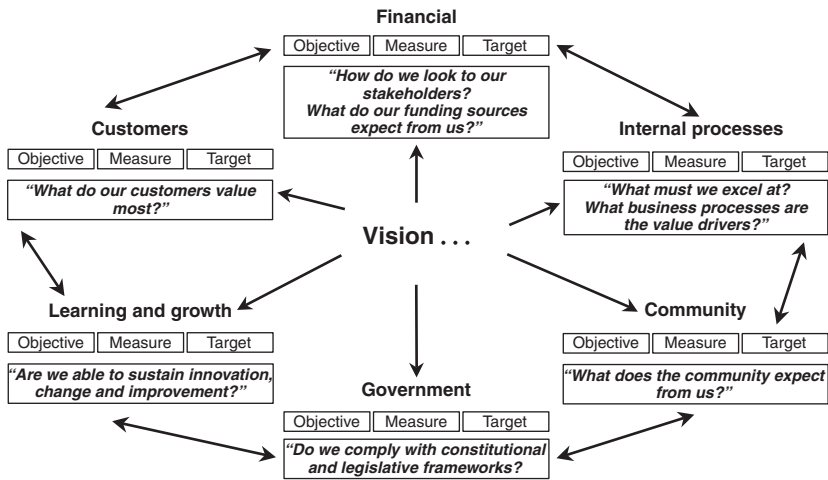 Financial
Objective Measure Target
“How do we look to our
stakeholders?
What do our funding sources
expect from us?”
Customers
Objective Measure Target
“What do our customers value
most?”
Internal processes
Objective Measure Target
“What must we excel at?
What business processes are
the value drivers?”
Vision . . .
Learning and growth
Objective Measure Target
“Are we able to sustain innovation,
change and improvement?”
Community
Objective Measure Target
“What does the community expect
from us?”
Government
Objective Measure Target
“Do we comply with constitutional
and legislative frameworks?